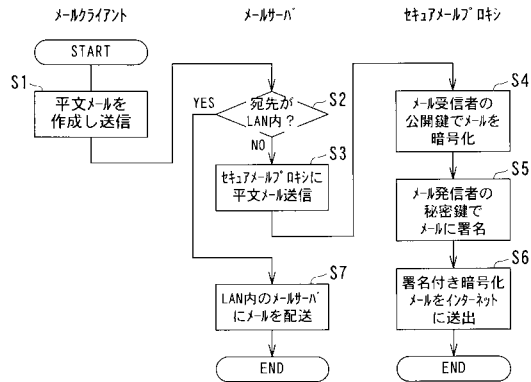 メールクライアント
START
S1
平文メールを
作成し送信
メールサーバ
宛先が
LAN内?
S2
YES
NO
S3
セキュアメールプロキシに
平文メール送信
S7
LAN内のメールサーバ
にメールを配送
END
セキュアメールプロキシ
S4
メール受信者の
公開鍵でメールを
暗号化
S5
メール発信者の
秘密鍵で
メールに署名
S6
署名付き暗号化
メールをインターネット
に送出
END